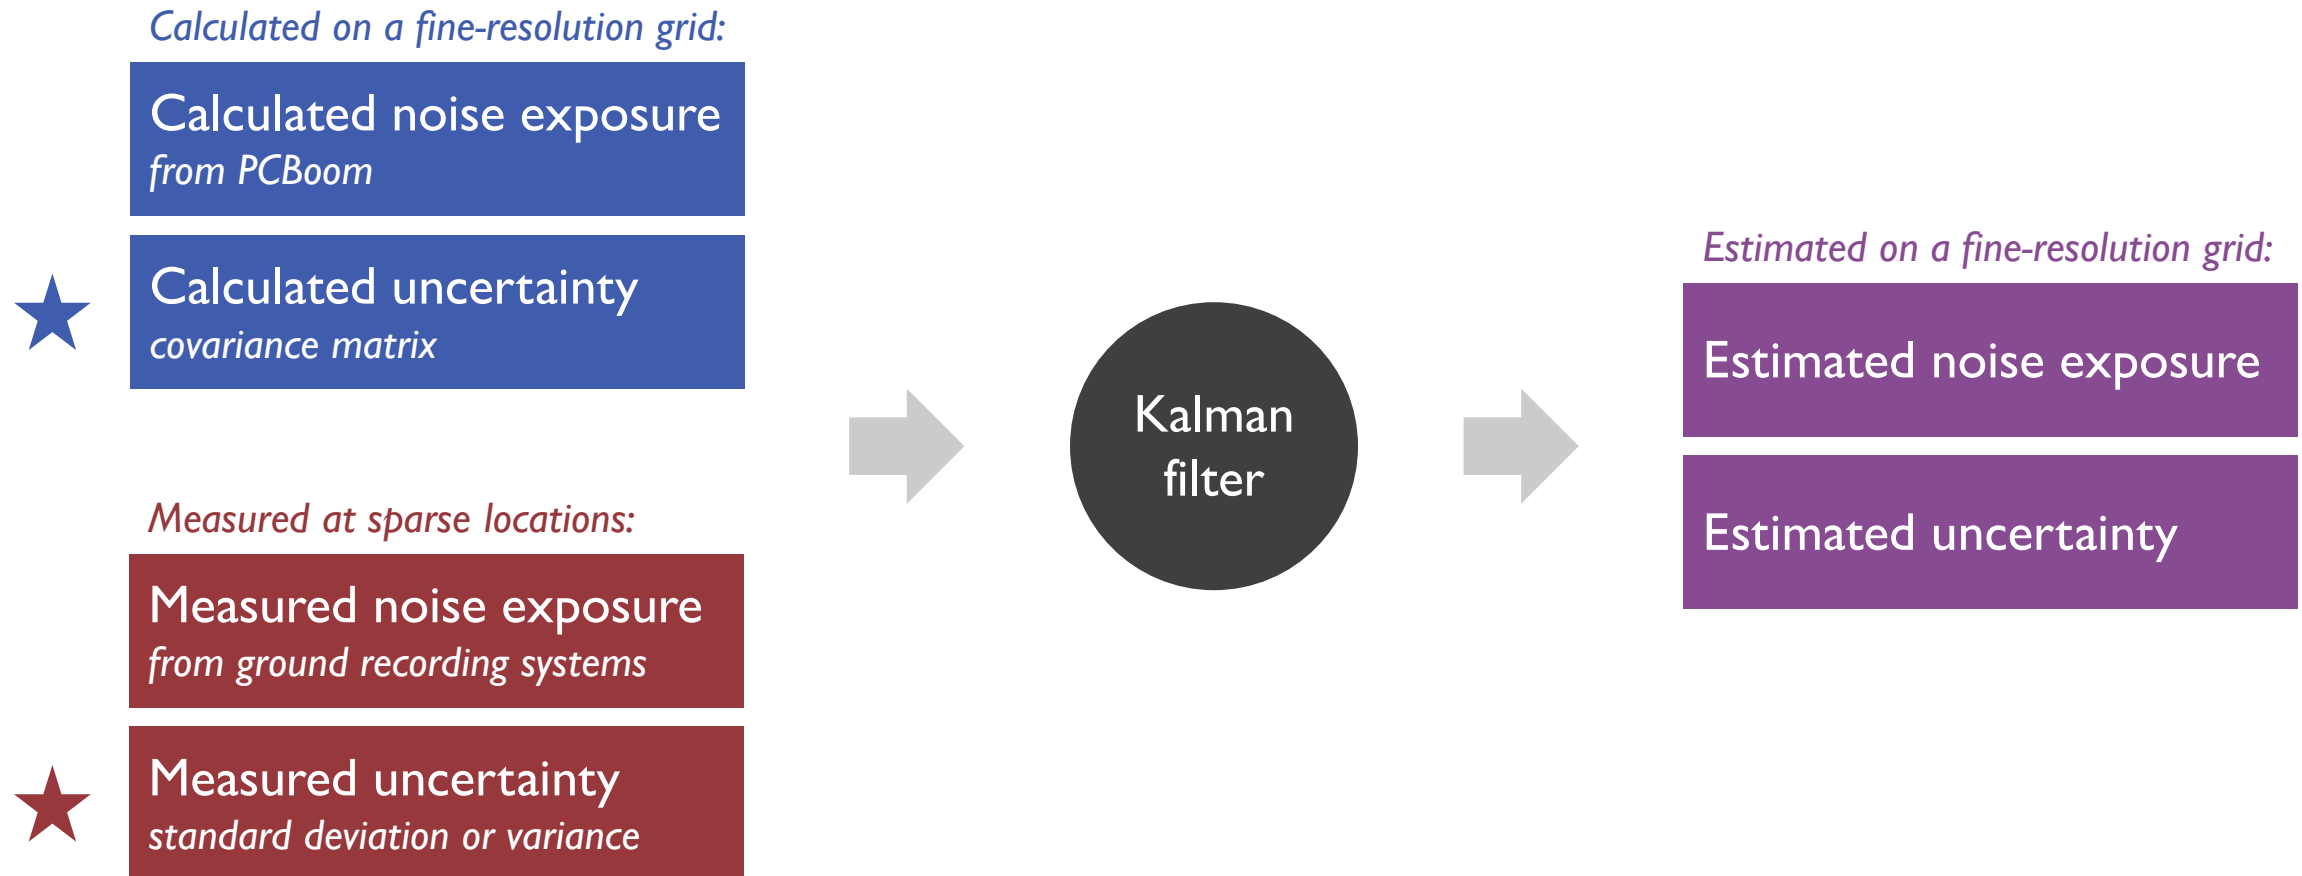 Calculated on a fine-resolution grid:
Calculated noise exposure
from PCBoom
Calculated uncertainty
covariance matrix
Measured at sparse locations:
Measured noise exposure
from ground recording systems
Measured uncertainty
standard deviation or variance
Kalman
filter
Estimated on a fine-resolution grid:
Estimated noise exposure
Estimated uncertainty